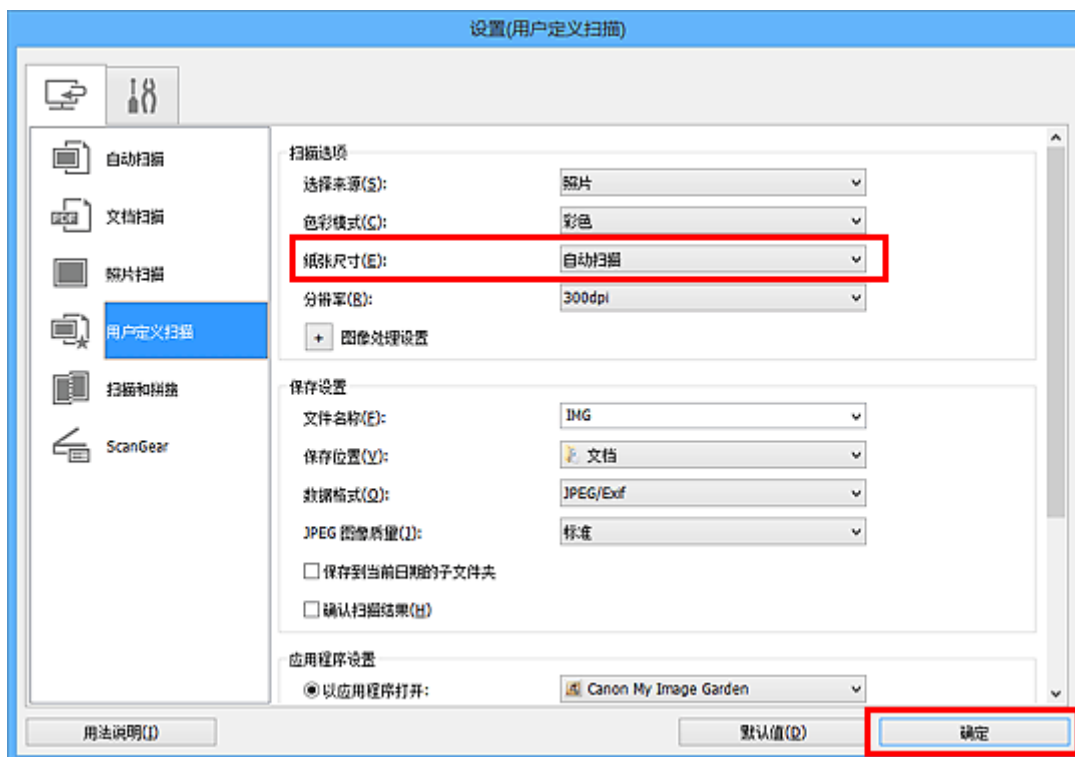 设置(用户定义扫描)
自动扫描
文档扫描
照片扫描
用户定义扫描
扫描和拼接
ScanGear
扫描选项
选择来源(S): 照片
色彩模式(C): 彩色
纸张尺寸(E): 自动扫描
分辨率(R): 300dpi
+ 图像处理设置
保存设置
文件名称(F): IMG
保存位置(V): 文档
数据格式(O): JPEG/Exif
JPEG 图像质量(J): 标准
保存到当前日期的子文件夹
确认扫描结果(H)
应用程序设置
以应用程序打开: Canon My Image Garden
用法说明(I) 默认值(D) 确定